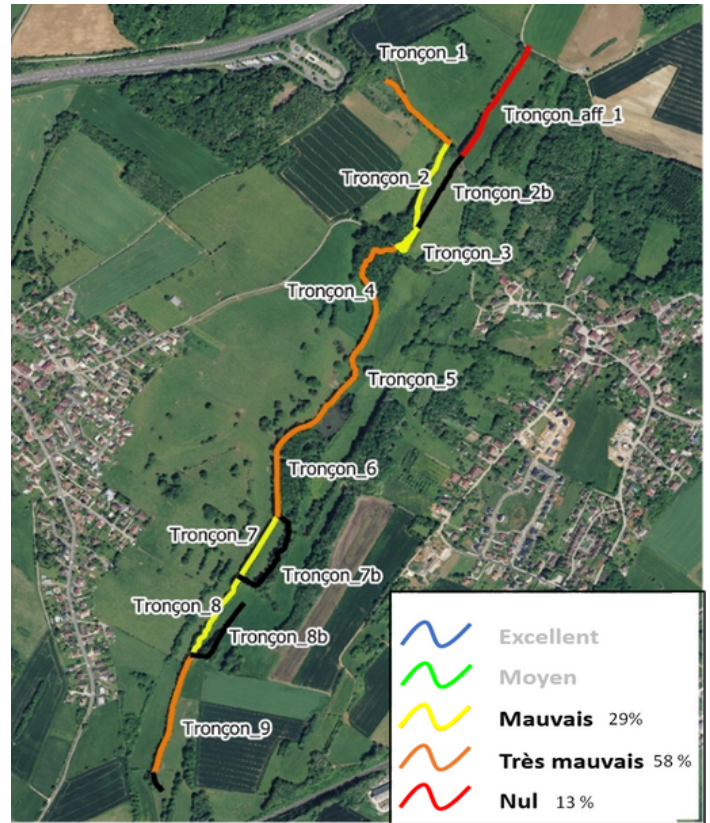 Tronçon_1
Tronçon_aff_1
Tronçon_2
Tronçon_2b
Tronçon_3
Tronçon_4
Tronçon_5
Tronçon_6
Tronçon_7
Tronçon_7b
Tronçon_8
Tronçon_8b
Tronçon_9
Excellent
Moyen
Mauvais 29%
Très mauvais 58 %
Nul 13 %